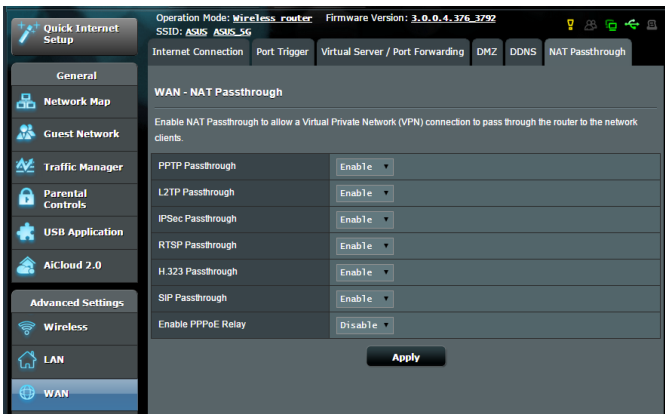 Quick Internet
Setup
Operation Mode: Wireless router Firmware Version: 3.0.0.4.376_3792
SSID: ASUS ASUS_5G
Internet Connection Port Trigger Virtual Server / Port Forwarding DMZ DDNS NAT Passthrough
General
Network Map
Guest Network
Traffic Manager
Parental
Controls
USB Application
AiCloud 2.0
Advanced Settings
Wireless
LAN
WAN
WAN - NAT Passthrough
Enable NAT Passthrough to allow a Virtual Private Network (VPN) connection to pass through the router to the network
clients.
PPTP Passthrough Enable
L2TP Passthrough Enable
IPSec Passthrough Enable
RTSP Passthrough Enable
H.323 Passthrough Enable
SIP Passthrough Enable
Enable PPPoE Relay Disable
Apply